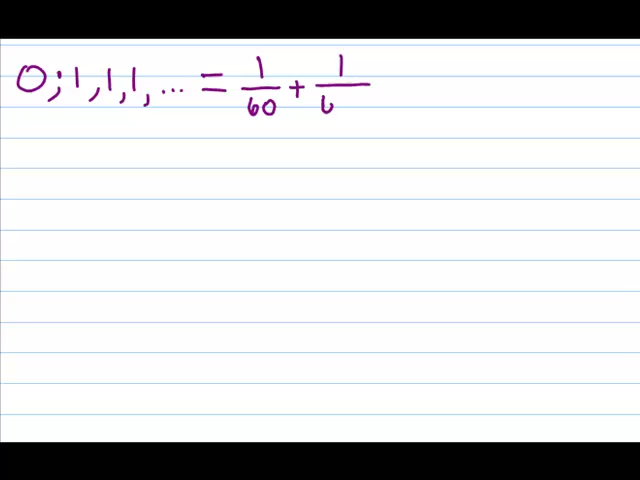 0;1,1,1,... = 1/60 + 1/6